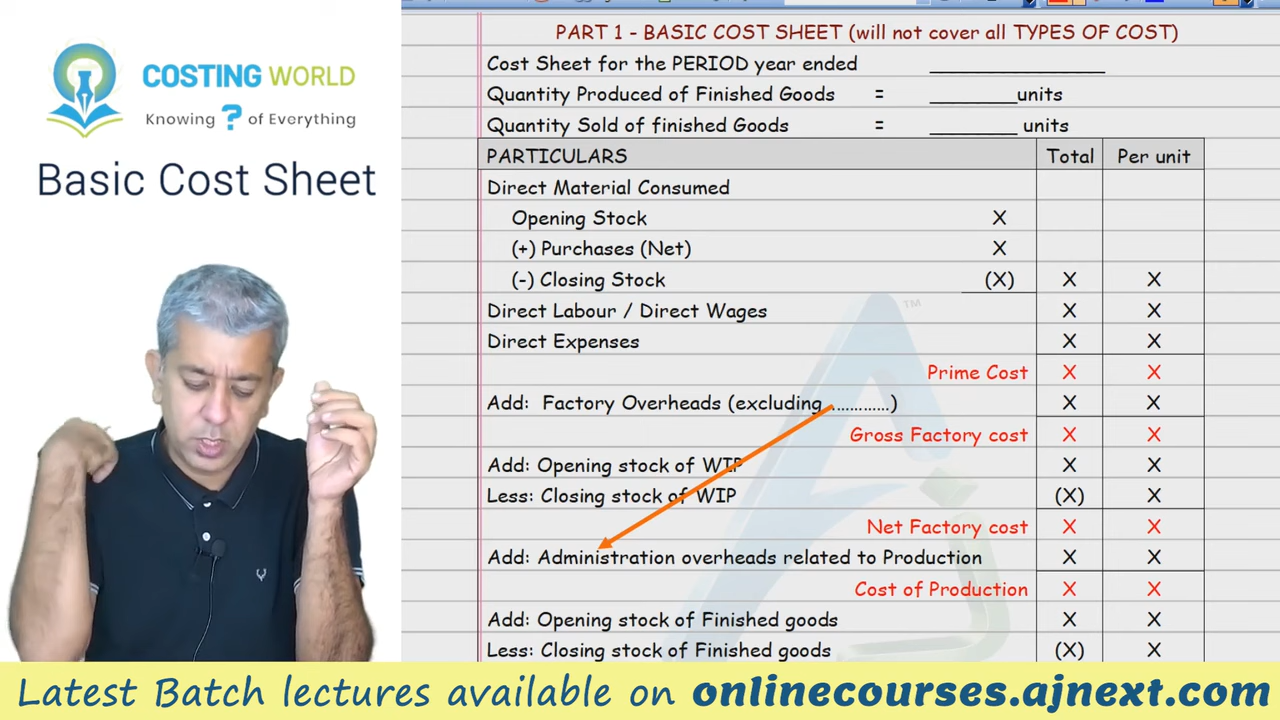 COSTING WORLD
Knowing ? of Everything
Basic Cost Sheet
PART 1 - BASIC COST SHEET (will not cover all TYPES OF COST)
Cost Sheet for the PERIOD year ended _______________
Quantity Produced of Finished Goods = ________units
Quantity Sold of finished Goods = ________ units
PARTICULARS Total Per unit
Direct Material Consumed
Opening Stock X
(+) Purchases (Net) X
(-) Closing Stock (X) X X
Direct Labour / Direct Wages X X
Direct Expenses X X
Prime Cost X X
Add: Factory Overheads (excluding ............) X X
Gross Factory cost X X
Add: Opening stock of WIP X X
Less: Closing stock of WIP (X) X
Net Factory cost X X
Add: Administration overheads related to Production X X
Cost of Production X X
Add: Opening stock of Finished goods X X
Less: Closing stock of Finished goods (X) X
TM
Latest Batch lectures available on onlinecourses.ajnext.com